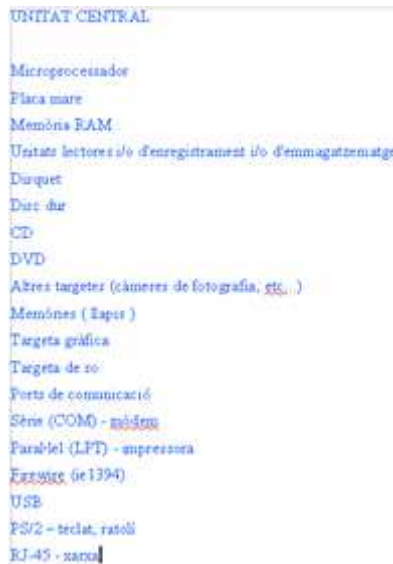 UNITAT CENTRAL
Microprocessador
Placa mare
Memòria RAM
Unitats lectores i/o d'enregistrament i/o d'emmagatzematge
Disquet
Disc dur
CD
DVD
Altres targetes (càmeres de fotografia, etc...)
Memòries ( llapis )
Targeta gràfica
Targeta de so
Ports de comunicació
Sèrie (COM) - mòdem
Paral·lel (LPT) - impressora
Firewire (ie1394)
USB
PS/2 – teclat, ratolí
RJ-45 - xarxa